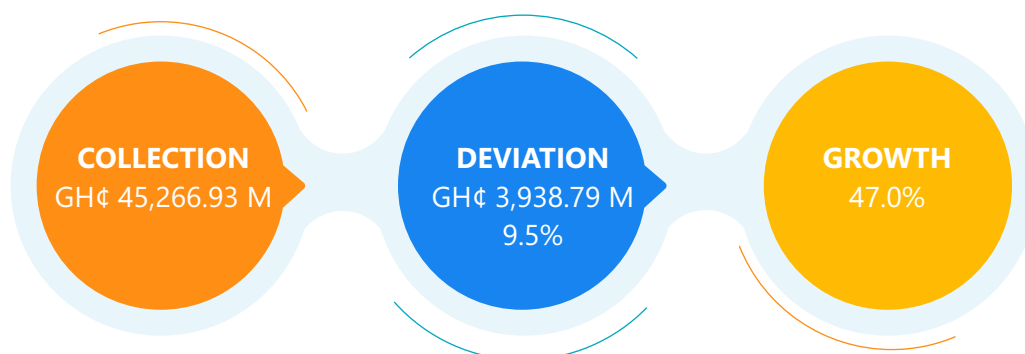 COLLECTION
GH₵ 45,266.93 M
DEVIATION
GH₵ 3,938.79 M
9.5%
GROWTH
47.0%